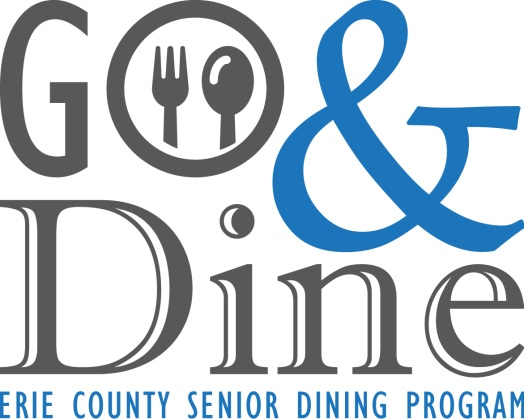 GO &
Dine
ERIE COUNTY SENIOR DINING PROGRAM